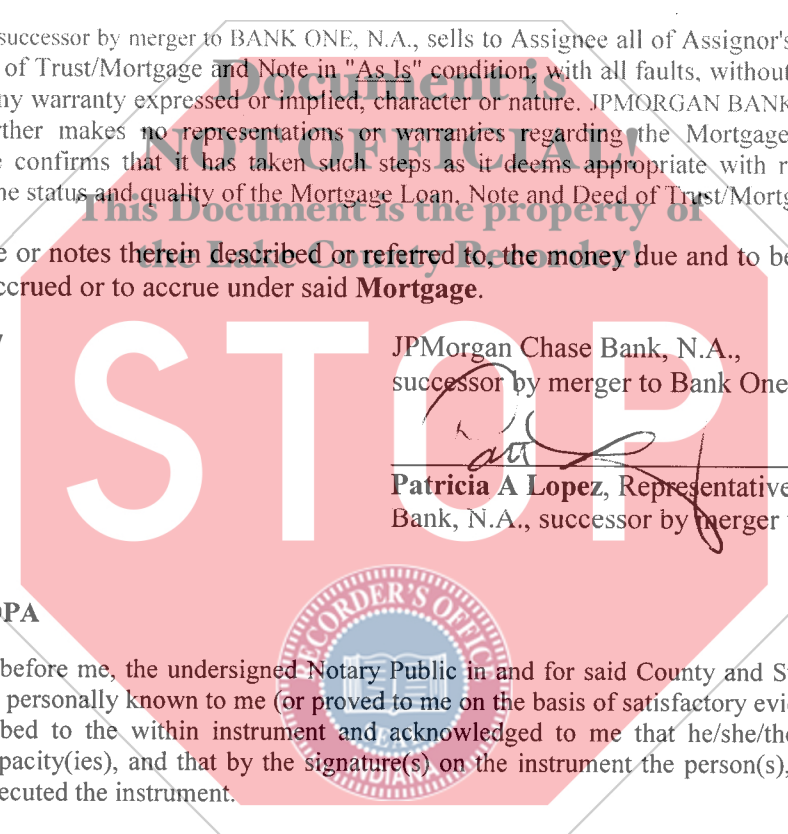 successor by merger to BANK ONE, N.A., sells to Assignee all of Assignor's
of Trust/Mortgage and Note in "As Is" condition, with all faults, without
ny warranty expressed or implied, character or nature. JPMORGAN BANK
rther makes no representations or warranties regarding the Mortgage
e confirms that it has taken such steps as it deems appropriate with r
he status and quality of the Mortgage Loan, Note and Deed of Trust/Mortg
Document is
NOT OFFICIAL!
This Document is the property of
the Lake County Recorder!
e or notes therein described or referred to, the money due and to be
ccrued or to accrue under said Mortgage.
JPMorgan Chase Bank, N.A.,
successor by merger to Bank One
STOP
Patricia A Lopez, Representative
Bank, N.A., successor by merger
OPA
RECORDER'S OFFICE
SEAL
INDIANA
before me, the undersigned Notary Public in and for said County and S
personally known to me (or proved to me on the basis of satisfactory evi
bed to the within instrument and acknowledged to me that he/she/the
pacity(ies), and that by the signature(s) on the instrument the person(s),
ecuted the instrument.